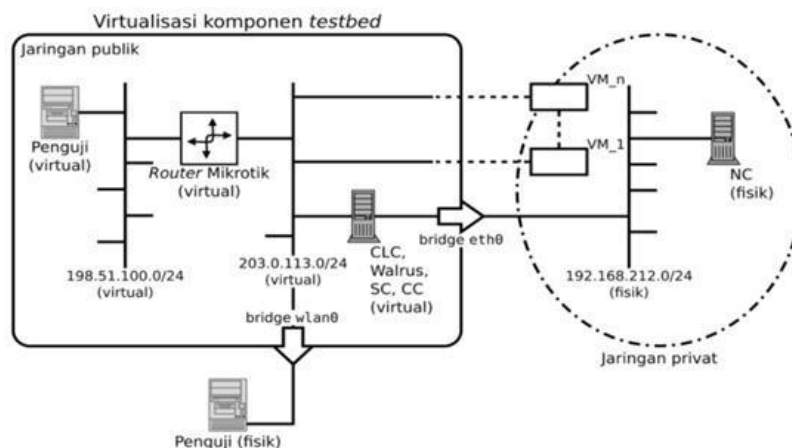 Virtualisasi komponen testbed
Jaringan publik
Penguji
(virtual)
Router Mikrotik
(virtual)
198.51.100.0/24
(virtual)
203.0.113.0/24
(virtual)
CLC,
Walrus,
SC, CC
(virtual)
bridge eth0
bridge wlan0
Penguji (fisik)
VM_n
VM_1
NC
(fisik)
192.168.212.0/24
(fisik)
Jaringan privat